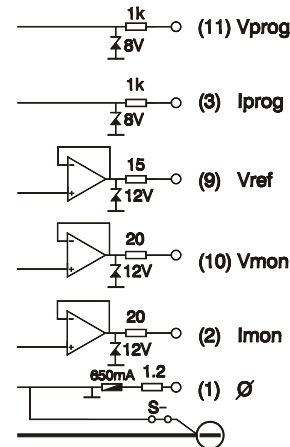 1k
(11) Vprog
8V
1k
(3) Iprog
8V
15
(9) Vref
12V
20
(10) Vmon
12V
20
(2) Imon
12V
650mA 1.2
(1) Ø
S-